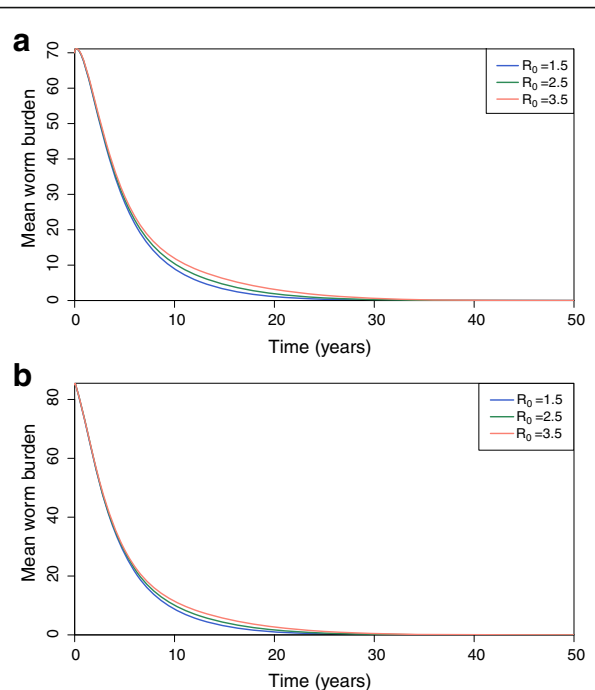 a
70
60
50
40
30
20
10
0
Mean worm burden
R₀ =1.5
R₀ =2.5
R₀ =3.5
0 10 20 30 40 50
Time (years)
b
80
60
40
20
0
Mean worm burden
R₀ =1.5
R₀ =2.5
R₀ =3.5
0 10 20 30 40 50
Time (years)